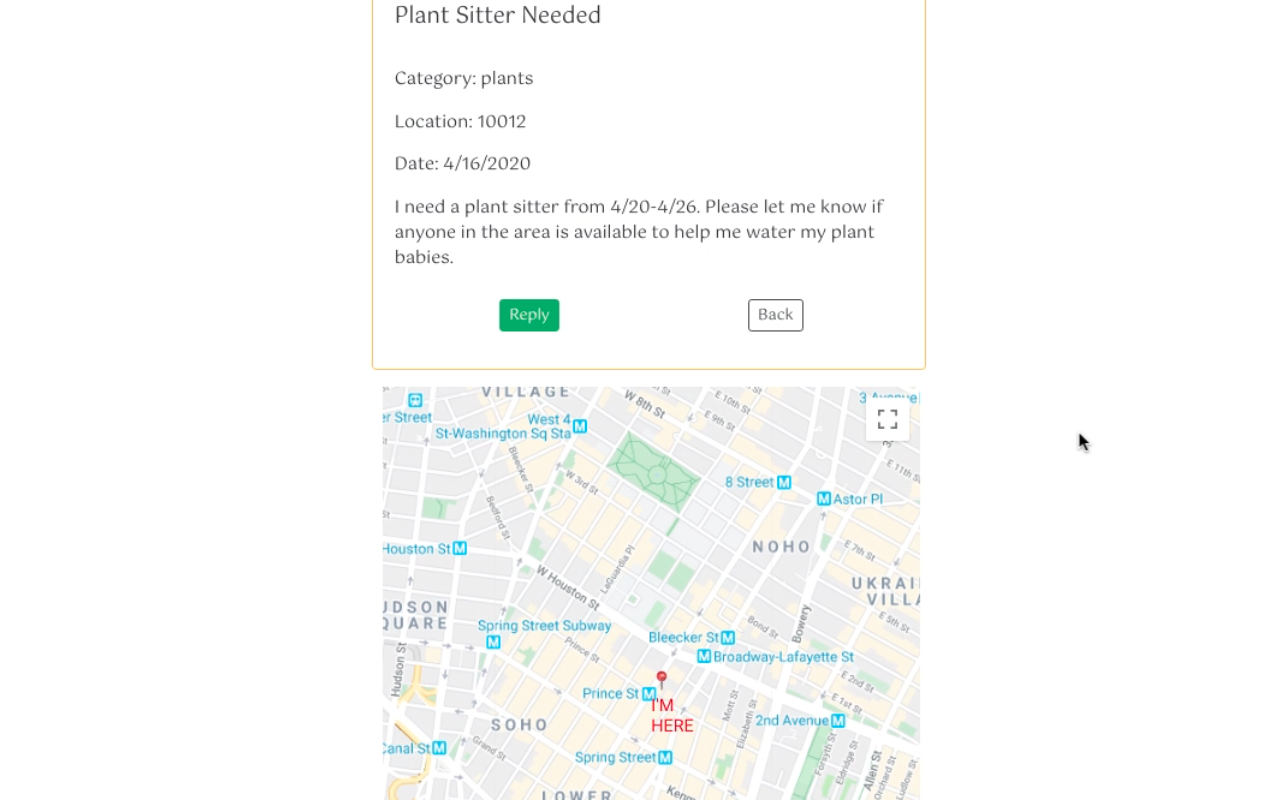 Plant Sitter Needed
Category: plants
Location: 10012
Date: 4/16/2020
I need a plant sitter from 4/20-4/26. Please let me know if
anyone in the area is available to help me water my plant
babies.
Reply
Back
VILLAGE
W 8th St
E 10th St
3 Avenue
er Street
West 4
St-Washington Sq Sta
E 9th St
E 11th St
Bleecker St
W 3rd St
8 Street
Astor Pl
St
Bedford St
Houston St
LaGuardia Pl
NOHO
E 7th St
W Houston St
UKRAI
VILLA
UDSON
QUARE
Spring Street Subway
Bond St
Bowery
E 5th St
Bleecker St
Prince St
Broadway-Lafayette St
Hudson St
E 2nd St
Prince St
I'M
HERE
Mott St
Elizabeth St
E 1st St
SOHO
2nd Avenue
Canal St
Grand St
Spring Street
Forsyth St
Eldridge St
Allen St
Orchard St
Ludlow St
Kenm
LOWER